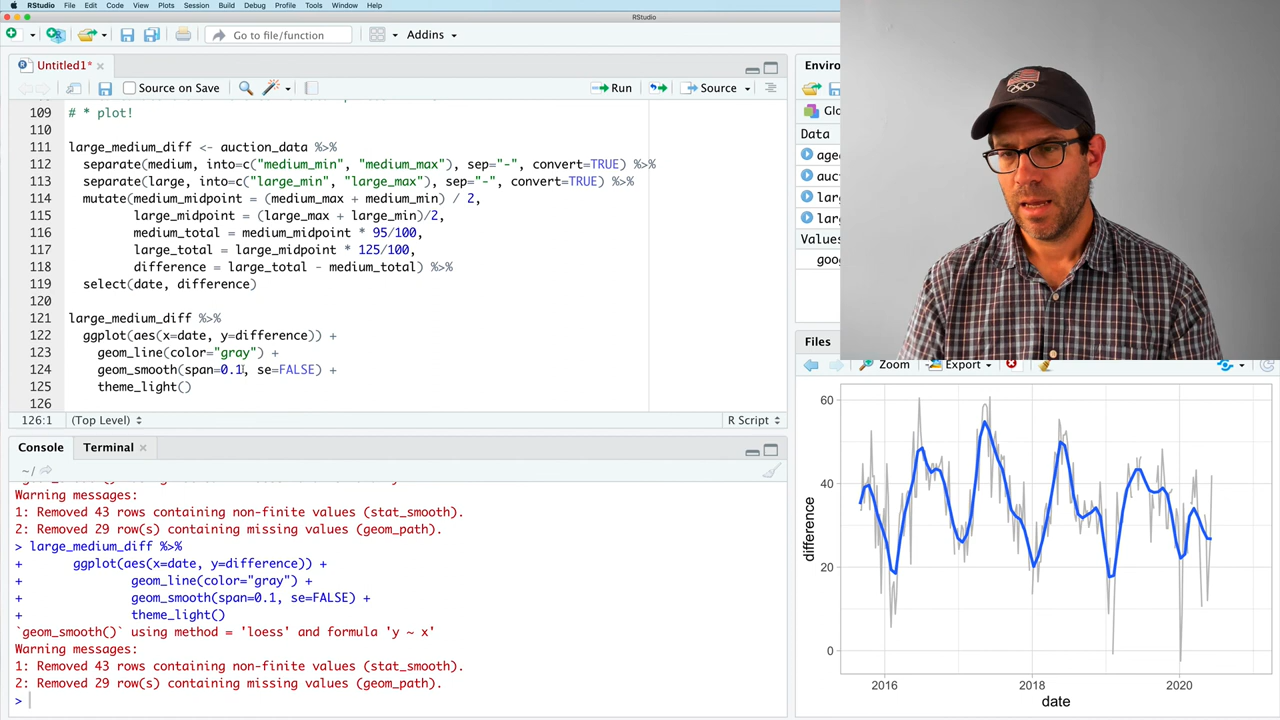 RStudio File Edit Code View Plots Session Build Debug Profile Tools Window Help
RStudio
Go to file/function
Addins
Untitled1*
Source on Save
Run
Source
109 # * plot!
110
111 large_medium_diff <- auction_data %>%
112 separate(medium, into=c("medium_min", "medium_max"), sep="-", convert=TRUE) %>%
113 separate(large, into=c("large_min", "large_max"), sep="-", convert=TRUE) %>%
114 mutate(medium_midpoint = (medium_max + medium_min) / 2,
115 large_midpoint = (large_max + large_min)/2,
116 medium_total = medium_midpoint * 95/100,
117 large_total = large_midpoint * 125/100,
118 difference = large_total - medium_total) %>%
119 select(date, difference)
120
121 large_medium_diff %>%
122 ggplot(aes(x=date, y=difference)) +
123 geom_line(color="gray") +
124 geom_smooth(span=0.1, se=FALSE) +
125 theme_light()
126
126:1 (Top Level) R Script
Console Terminal
~/
Warning messages:
1: Removed 43 rows containing non-finite values (stat_smooth).
2: Removed 29 row(s) containing missing values (geom_path).
> large_medium_diff %>%
+ ggplot(aes(x=date, y=difference)) +
+ geom_line(color="gray") +
+ geom_smooth(span=0.1, se=FALSE) +
+ theme_light()
`geom_smooth()` using method = 'loess' and formula 'y ~ x'
Warning messages:
1: Removed 43 rows containing non-finite values (stat_smooth).
2: Removed 29 row(s) containing missing values (geom_path).
>
Data
Values
Files
Zoom Export
60
40
20
0
difference
2016 2018 2020
date